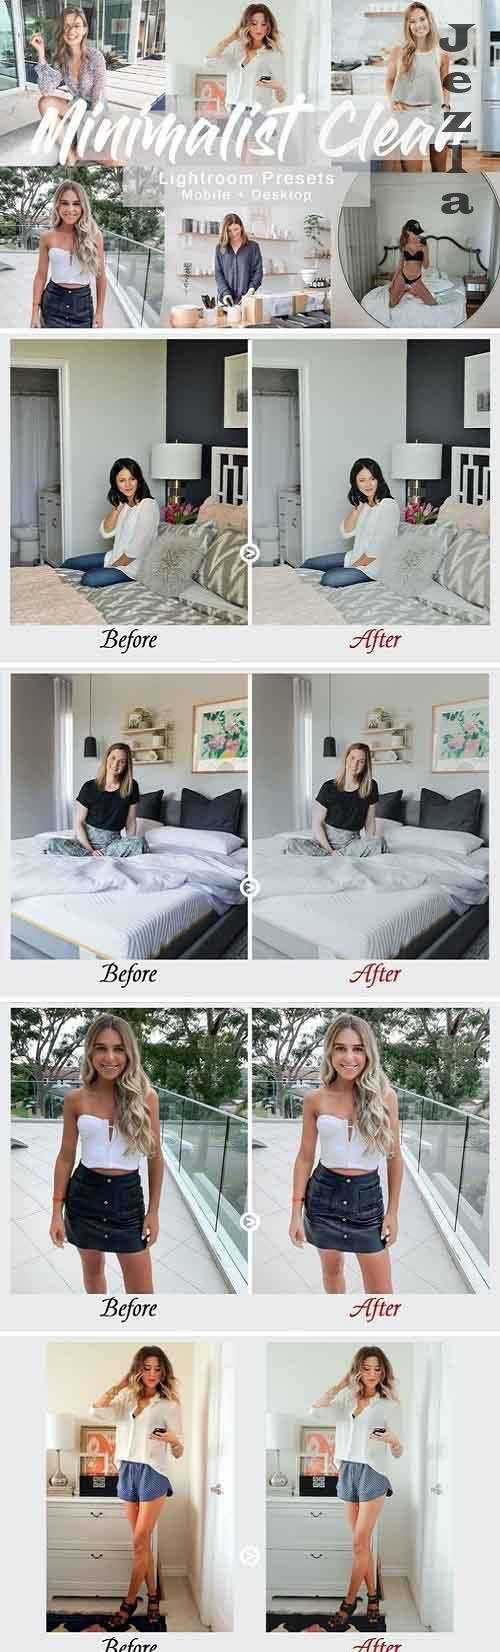 Minimalist Clean
Lightroom Presets
Mobile + Desktop
Jezla
Before
After
Before
After
Before
After
Before
After